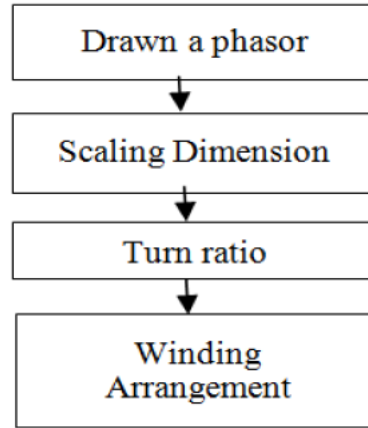 Drawn a phasor
Scaling Dimension
Turn ratio
Winding
Arrangement